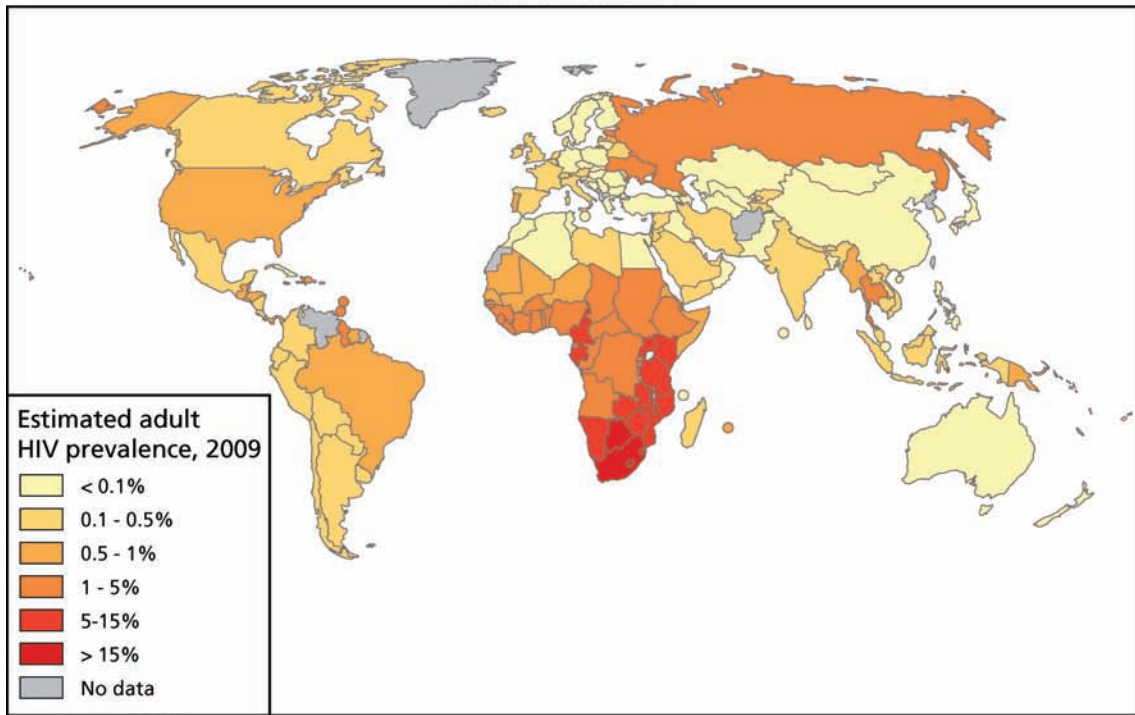 Estimated adult
HIV prevalence, 2009
< 0.1%
0.1 - 0.5%
0.5 - 1%
1 - 5%
5-15%
> 15%
No data